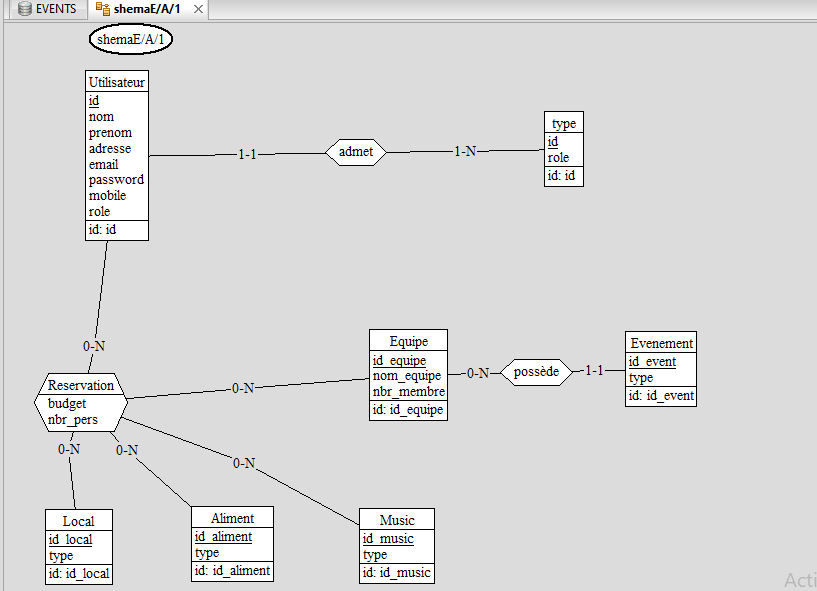 EVENTS
shemaE/A/1
shemaE/A/1
Utilisateur
id
nom
prenom
adresse
email
password
mobile
role
id: id
1-1
admet
1-N
type
id
role
id: id
0-N
Reservation
budget
nbr_pers
0-N
Equipe
id_equipe
nom_equipe
nbr_membre
id: id_equipe
0-N
possède
1-1
Evenement
id_event
type
id: id_event
0-N
0-N
0-N
Local
id_local
type
id: id_local
Aliment
id_aliment
type
id: id_aliment
Music
id_music
type
id: id_music
Acti